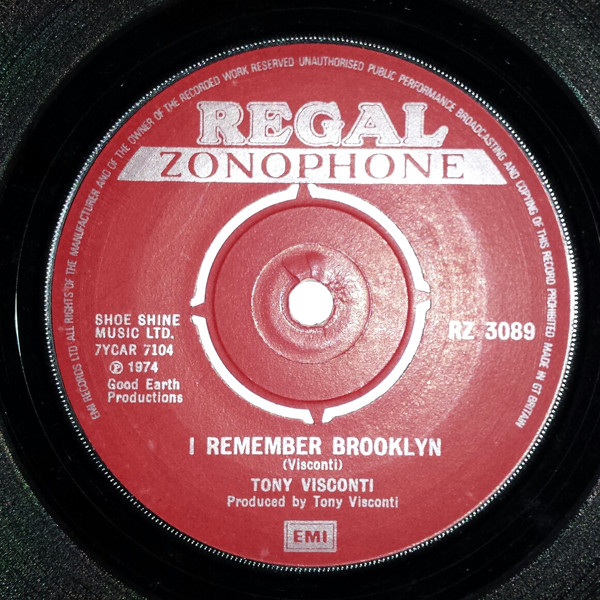 EMI RECORDS LTD ALL RIGHTS OF THE MANUFACTURER AND OF THE OWNER OF THE RECORDED WORK RESERVED UNAUTHORISED PUBLIC PERFORMANCE BROADCASTING AND COPYING OF THIS RECORD PROHIBITED MADE IN GT BRITAIN
REGAL
ZONOPHONE
SHOE SHINE
MUSIC LTD.
7YCAR 7104
℗ 1974
Good Earth
Productions
RZ 3089
I REMEMBER BROOKLYN
(Visconti)
TONY VISCONTI
Produced by Tony Visconti
EMI